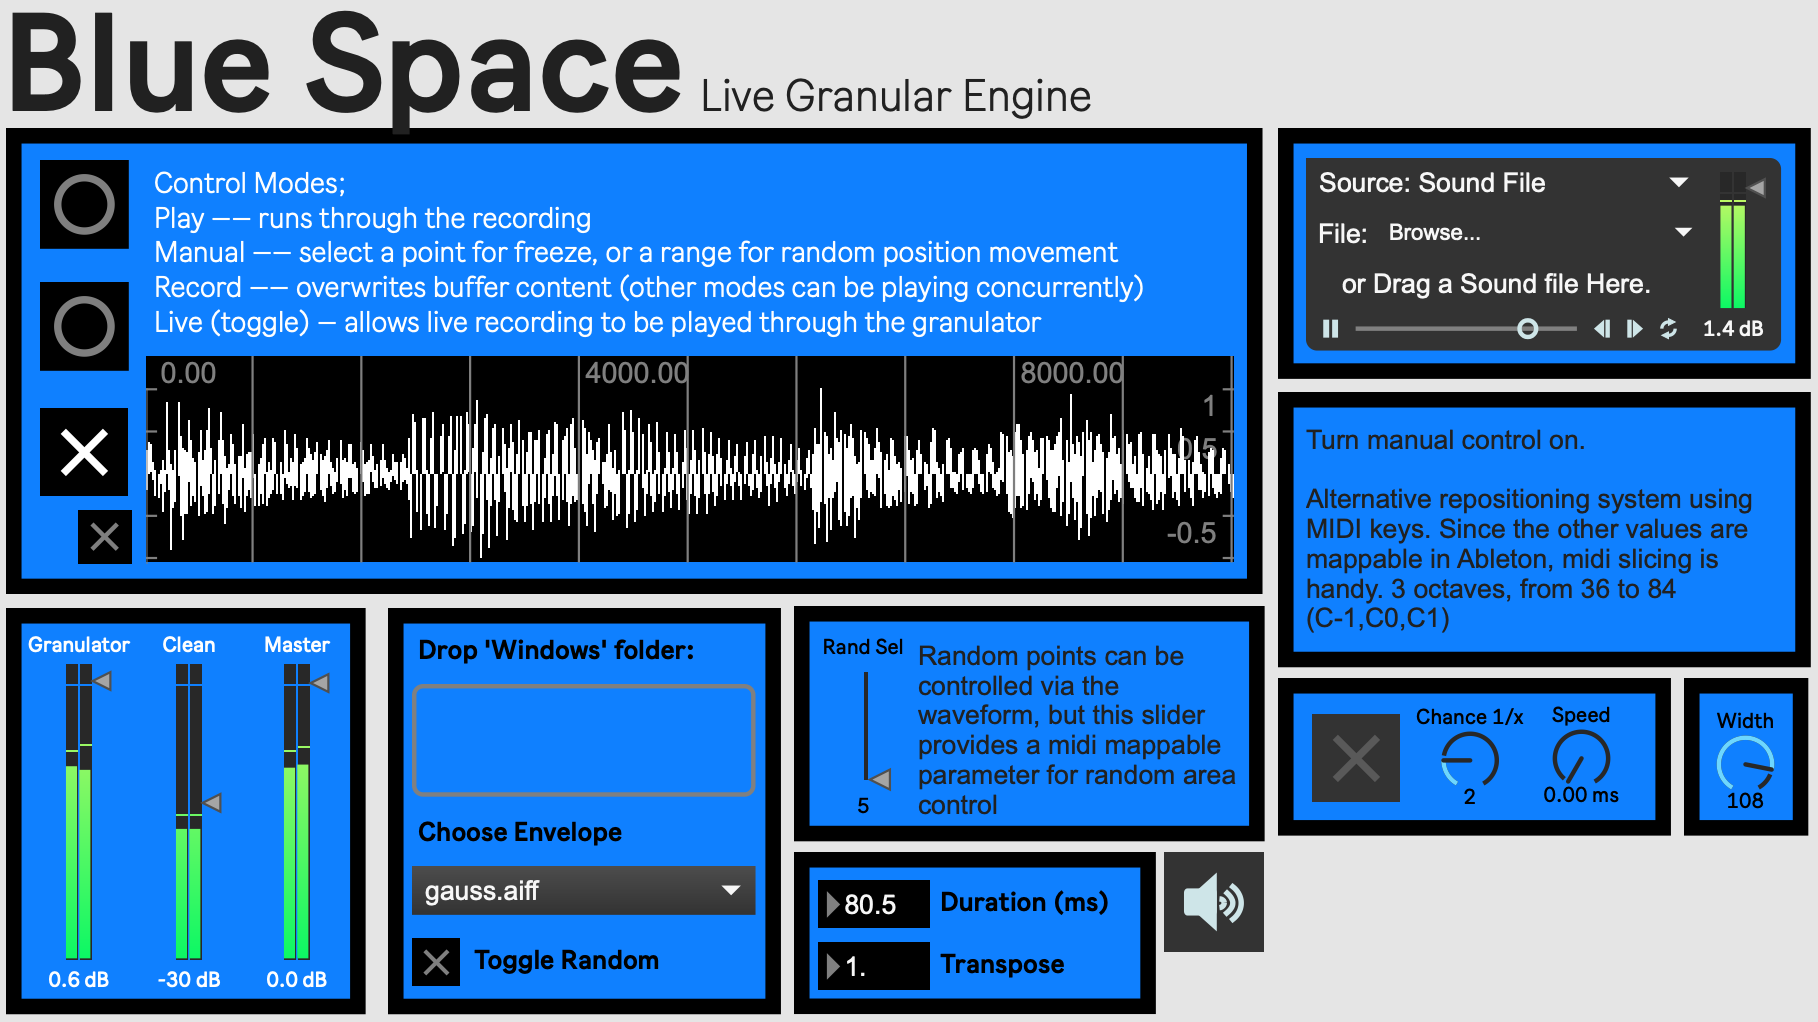 Blue Space Live Granular Engine
Control Modes;
Play —— runs through the recording
Manual —— select a point for freeze, or a range for random position movement
Record —— overwrites buffer content (other modes can be playing concurrently)
Live (toggle) — allows live recording to be played through the granulator
0.00 4000.00 8000.00
1
0.5
-0.5
Source: Sound File
File: Browse...
or Drag a Sound file Here.
1.4 dB
Turn manual control on.
Alternative repositioning system using
MIDI keys. Since the other values are
mappable in Ableton, midi slicing is
handy. 3 octaves, from 36 to 84
(C-1,C0,C1)
Granulator Clean Master
0.6 dB -30 dB 0.0 dB
Drop 'Windows' folder:
Choose Envelope
gauss.aiff
Toggle Random
Rand Sel
5
Random points can be
controlled via the
waveform, but this slider
provides a midi mappable
parameter for random area
control
80.5 Duration (ms)
1. Transpose
Chance 1/x Speed
2 0.00 ms
Width
108